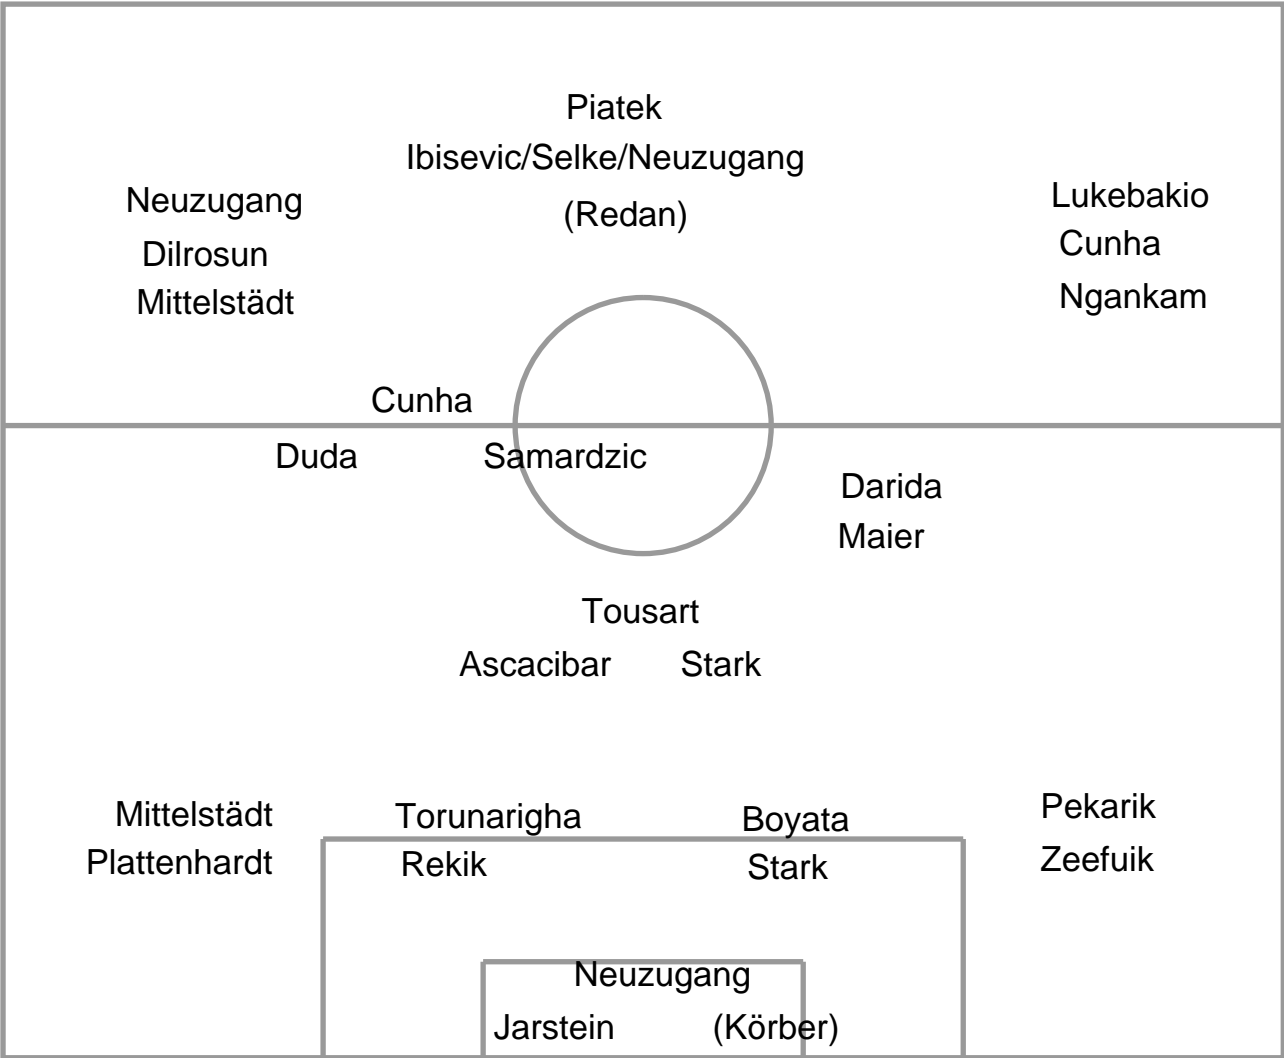 Piatek
Ibisevic/Selke/Neuzugang
(Redan)
Neuzugang
Dilrosun
Mittelstädt
Lukebakio
Cunha
Ngankam
Cunha
Duda Samardzic
Darida
Maier
Tousart
Ascacibar Stark
Mittelstädt
Plattenhardt
Torunarigha
Rekik
Boyata
Stark
Pekarik
Zeefuik
Neuzugang
Jarstein (Körber)